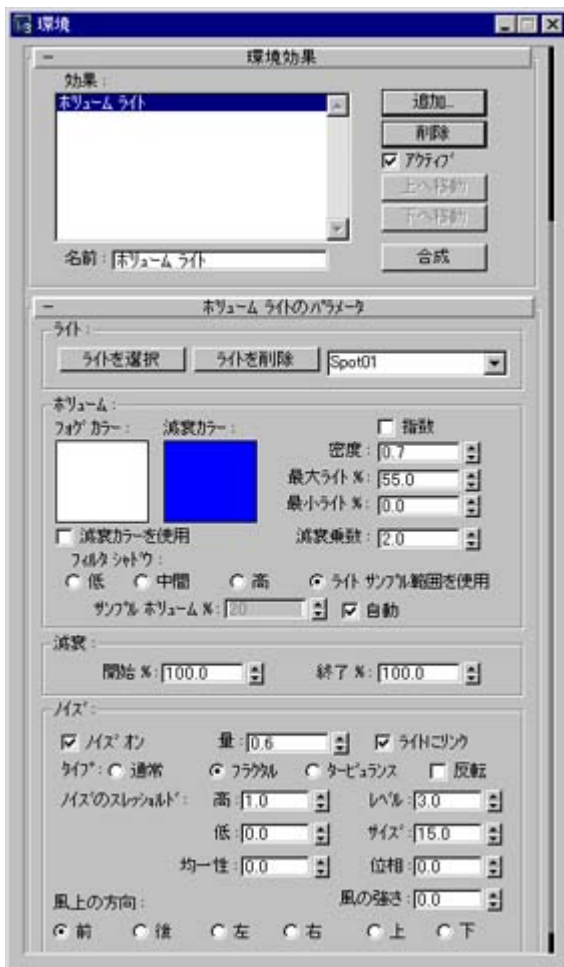 環境
環境効果
効果:
ホリューム ライト
追加...
削除
アクティブ
上へ移動
下へ移動
名前: ホリューム ライト
合成
ホリューム ライトのパラメータ
ライト:
ライトを選択 ライトを削除 Spot01
ホリューム:
フォグ カラー: 減衰カラー: 指数
密度: 0.7
最大ライト %: 55.0
最小ライト %: 0.0
減衰カラーを使用 減衰乗数: 2.0
フィルタ シャドウ:
低 中間 高 ライト サンプル範囲を使用
サンプル ホリューム %: 20 自動
減衰:
開始 %: 100.0 終了 %: 100.0
ノイズ:
ノイズ オン 量: 0.6 ライトにリンク
タイプ: 通常 フラクタル タービュランス 反転
ノイズのスレッショルド: 高: 1.0 レベル: 3.0
低: 0.0 サイズ: 15.0
均一性: 0.0 位相: 0.0
風上の方向: 風の強さ: 0.0
前 後 左 右 上 下